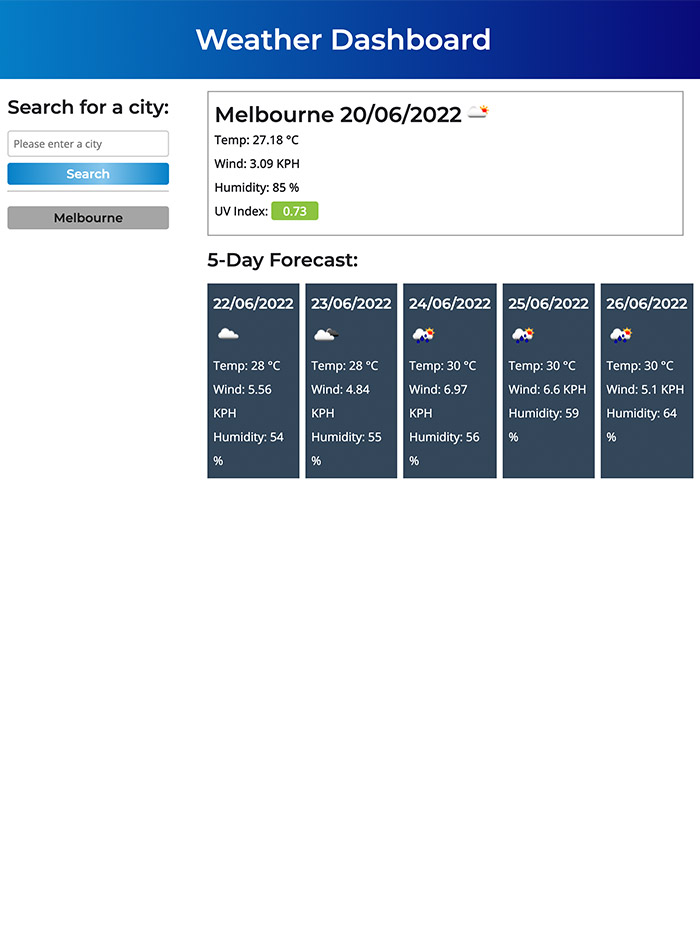 Weather Dashboard
Search for a city:
Please enter a city
Search
Melbourne
Melbourne 20/06/2022
Temp: 27.18 °C
Wind: 3.09 KPH
Humidity: 85 %
UV Index: 0.73
5-Day Forecast:
22/06/2022
Temp: 28 °C
Wind: 5.56
KPH
Humidity: 54
%
23/06/2022
Temp: 28 °C
Wind: 4.84
KPH
Humidity: 55
%
24/06/2022
Temp: 30 °C
Wind: 6.97
KPH
Humidity: 56
%
25/06/2022
Temp: 30 °C
Wind: 6.6 KPH
Humidity: 59
%
26/06/2022
Temp: 30 °C
Wind: 5.1 KPH
Humidity: 64
%